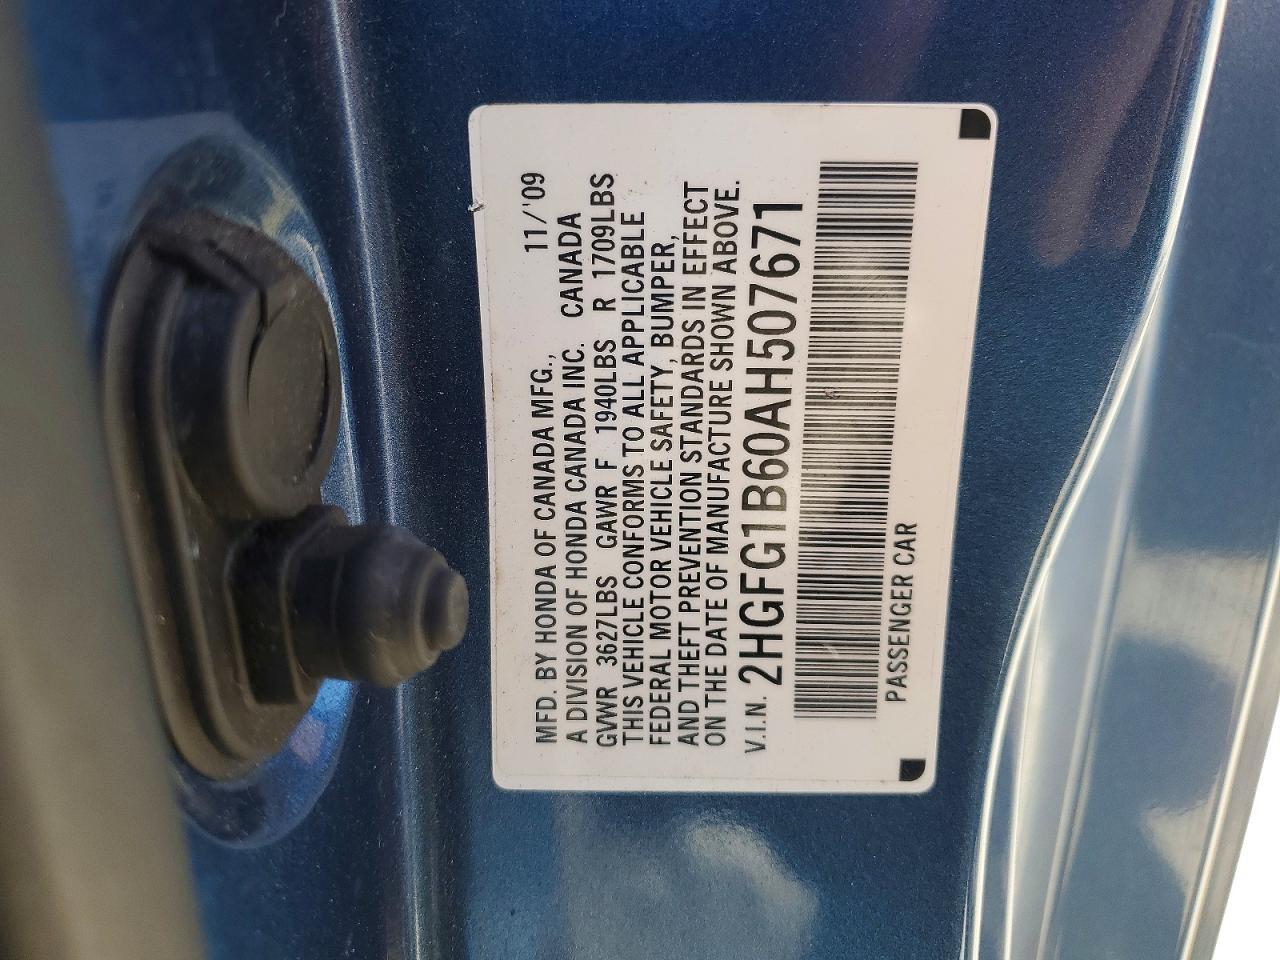 MFD. BY HONDA OF CANADA MFG., 11/'09
A DIVISION OF HONDA CANADA INC. CANADA
GVWR 3627LBS GAWR F 1940LBS R 1709LBS
THIS VEHICLE CONFORMS TO ALL APPLICABLE
FEDERAL MOTOR VEHICLE SAFETY, BUMPER,
AND THEFT PREVENTION STANDARDS IN EFFECT
ON THE DATE OF MANUFACTURE SHOWN ABOVE.
V.I.N. 2HGFG1B60AH507671
PASSENGER CAR